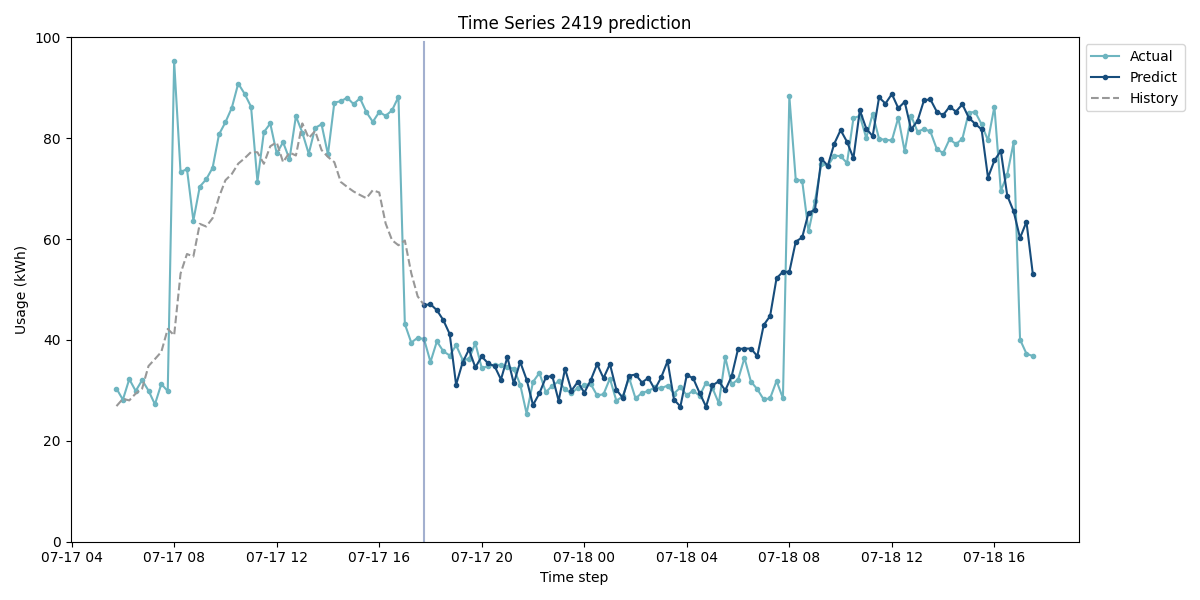 Time Series 2419 prediction
100
80
60
40
20
0
Usage (kWh)
07-17 04
07-17 08
07-17 12
07-17 16
07-17 20
07-18 00
07-18 04
07-18 08
07-18 12
07-18 16
Time step
Actual
Predict
History